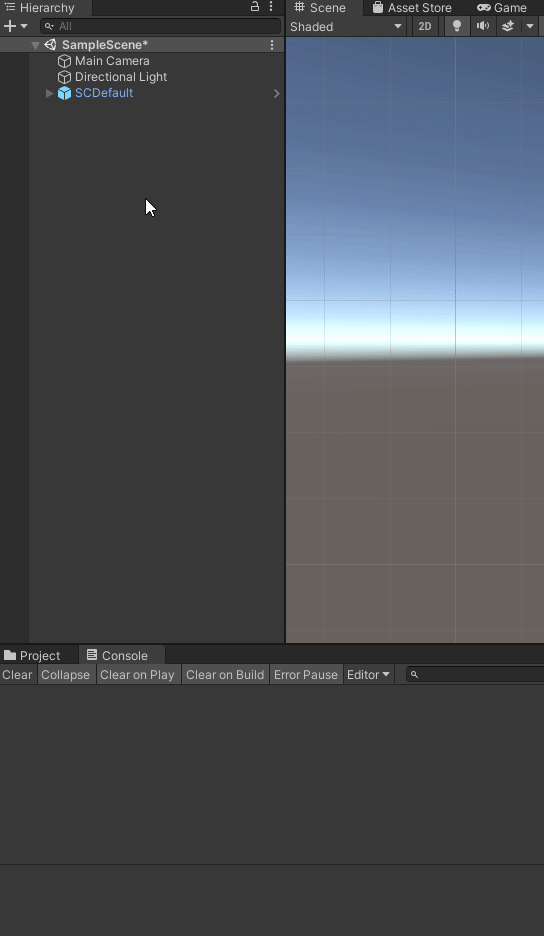 Hierarchy
Scene
Asset Store
Game
All
Shaded
2D
SampleScene*
Main Camera
Directional Light
SCDefault
Project
Console
Clear
Collapse
Clear on Play
Clear on Build
Error Pause
Editor